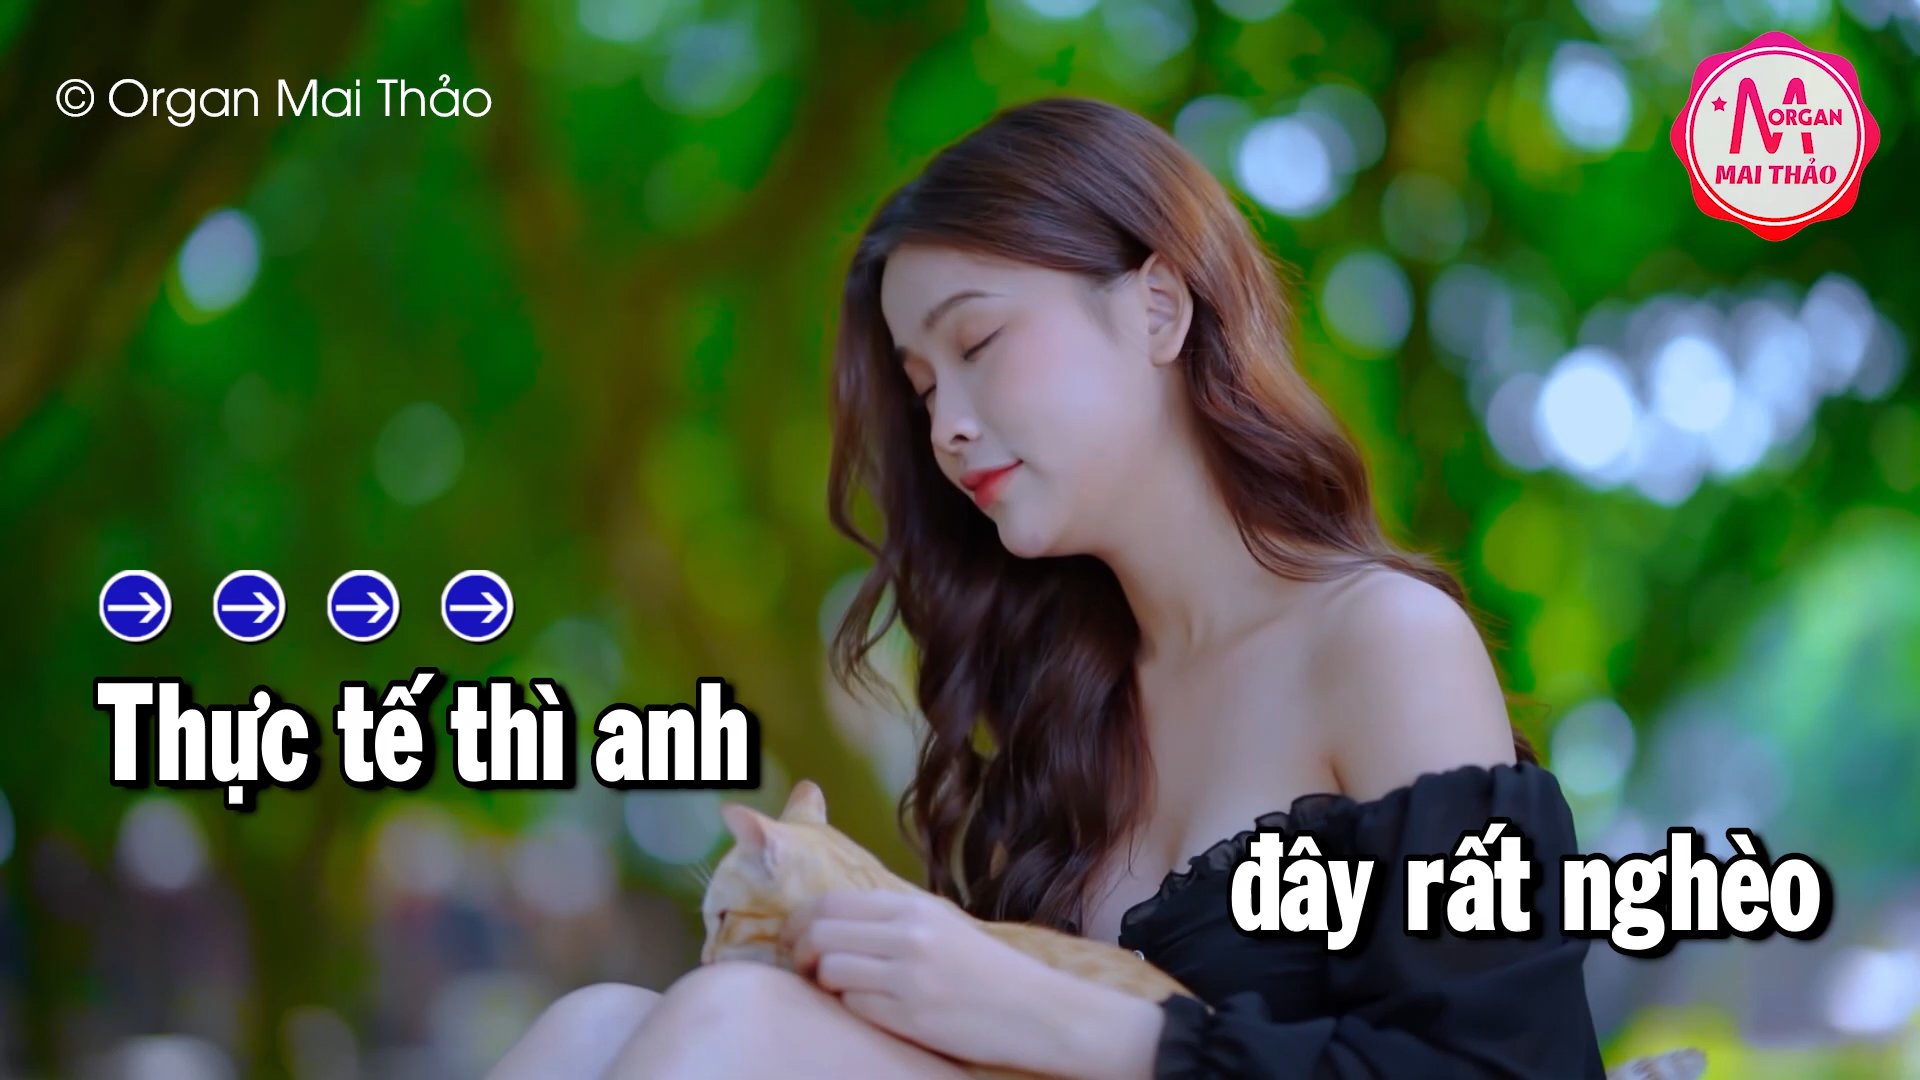 © Organ Mai Thảo
M ORGAN
MAI THẢO
Thực tế thì anh
đây rất nghèo